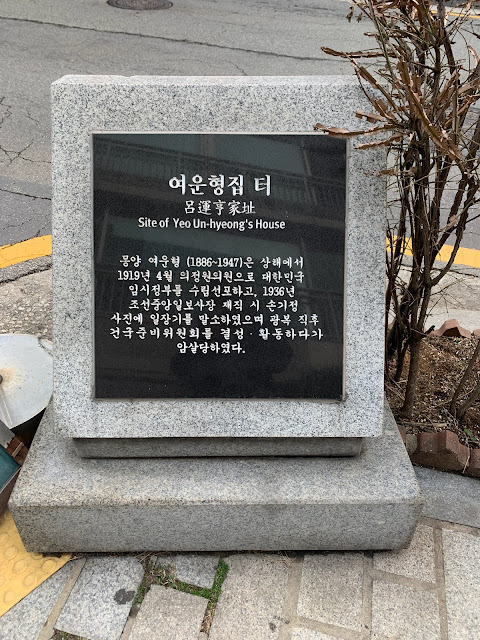 여운형집 터
呂運亨家址
Site of Yeo Un-hyeong's House
몽양 여운형 (1886~1947)은 상해에서
1919년 4월 의정원의원으로 대한민국
임시정부를 수립선포하고, 1936년
조선중앙일보사장 재직 시 손기정
사진에 일장기를 말소하였으며 광복 직후
건국준비위원회를 결성 · 활동하다가
암살당하였다.